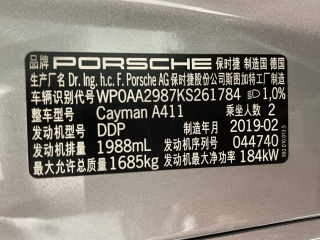 品牌 PORSCHE 保时捷 制造国 德国
生产厂名 Dr. Ing. h.c. F. Porsche AG 保时捷股份公司斯图加特工厂制造
车辆识别代号 WP0AA2987KS261784 1,0%
整车型号 Cayman A411 乘坐人数 2
发动机型号 DDP 制造年月 2019-02
发动机排量 1988mL 发动机序列号 044740
最大允许总质量 1685kg 发动机最大净功率 184kW